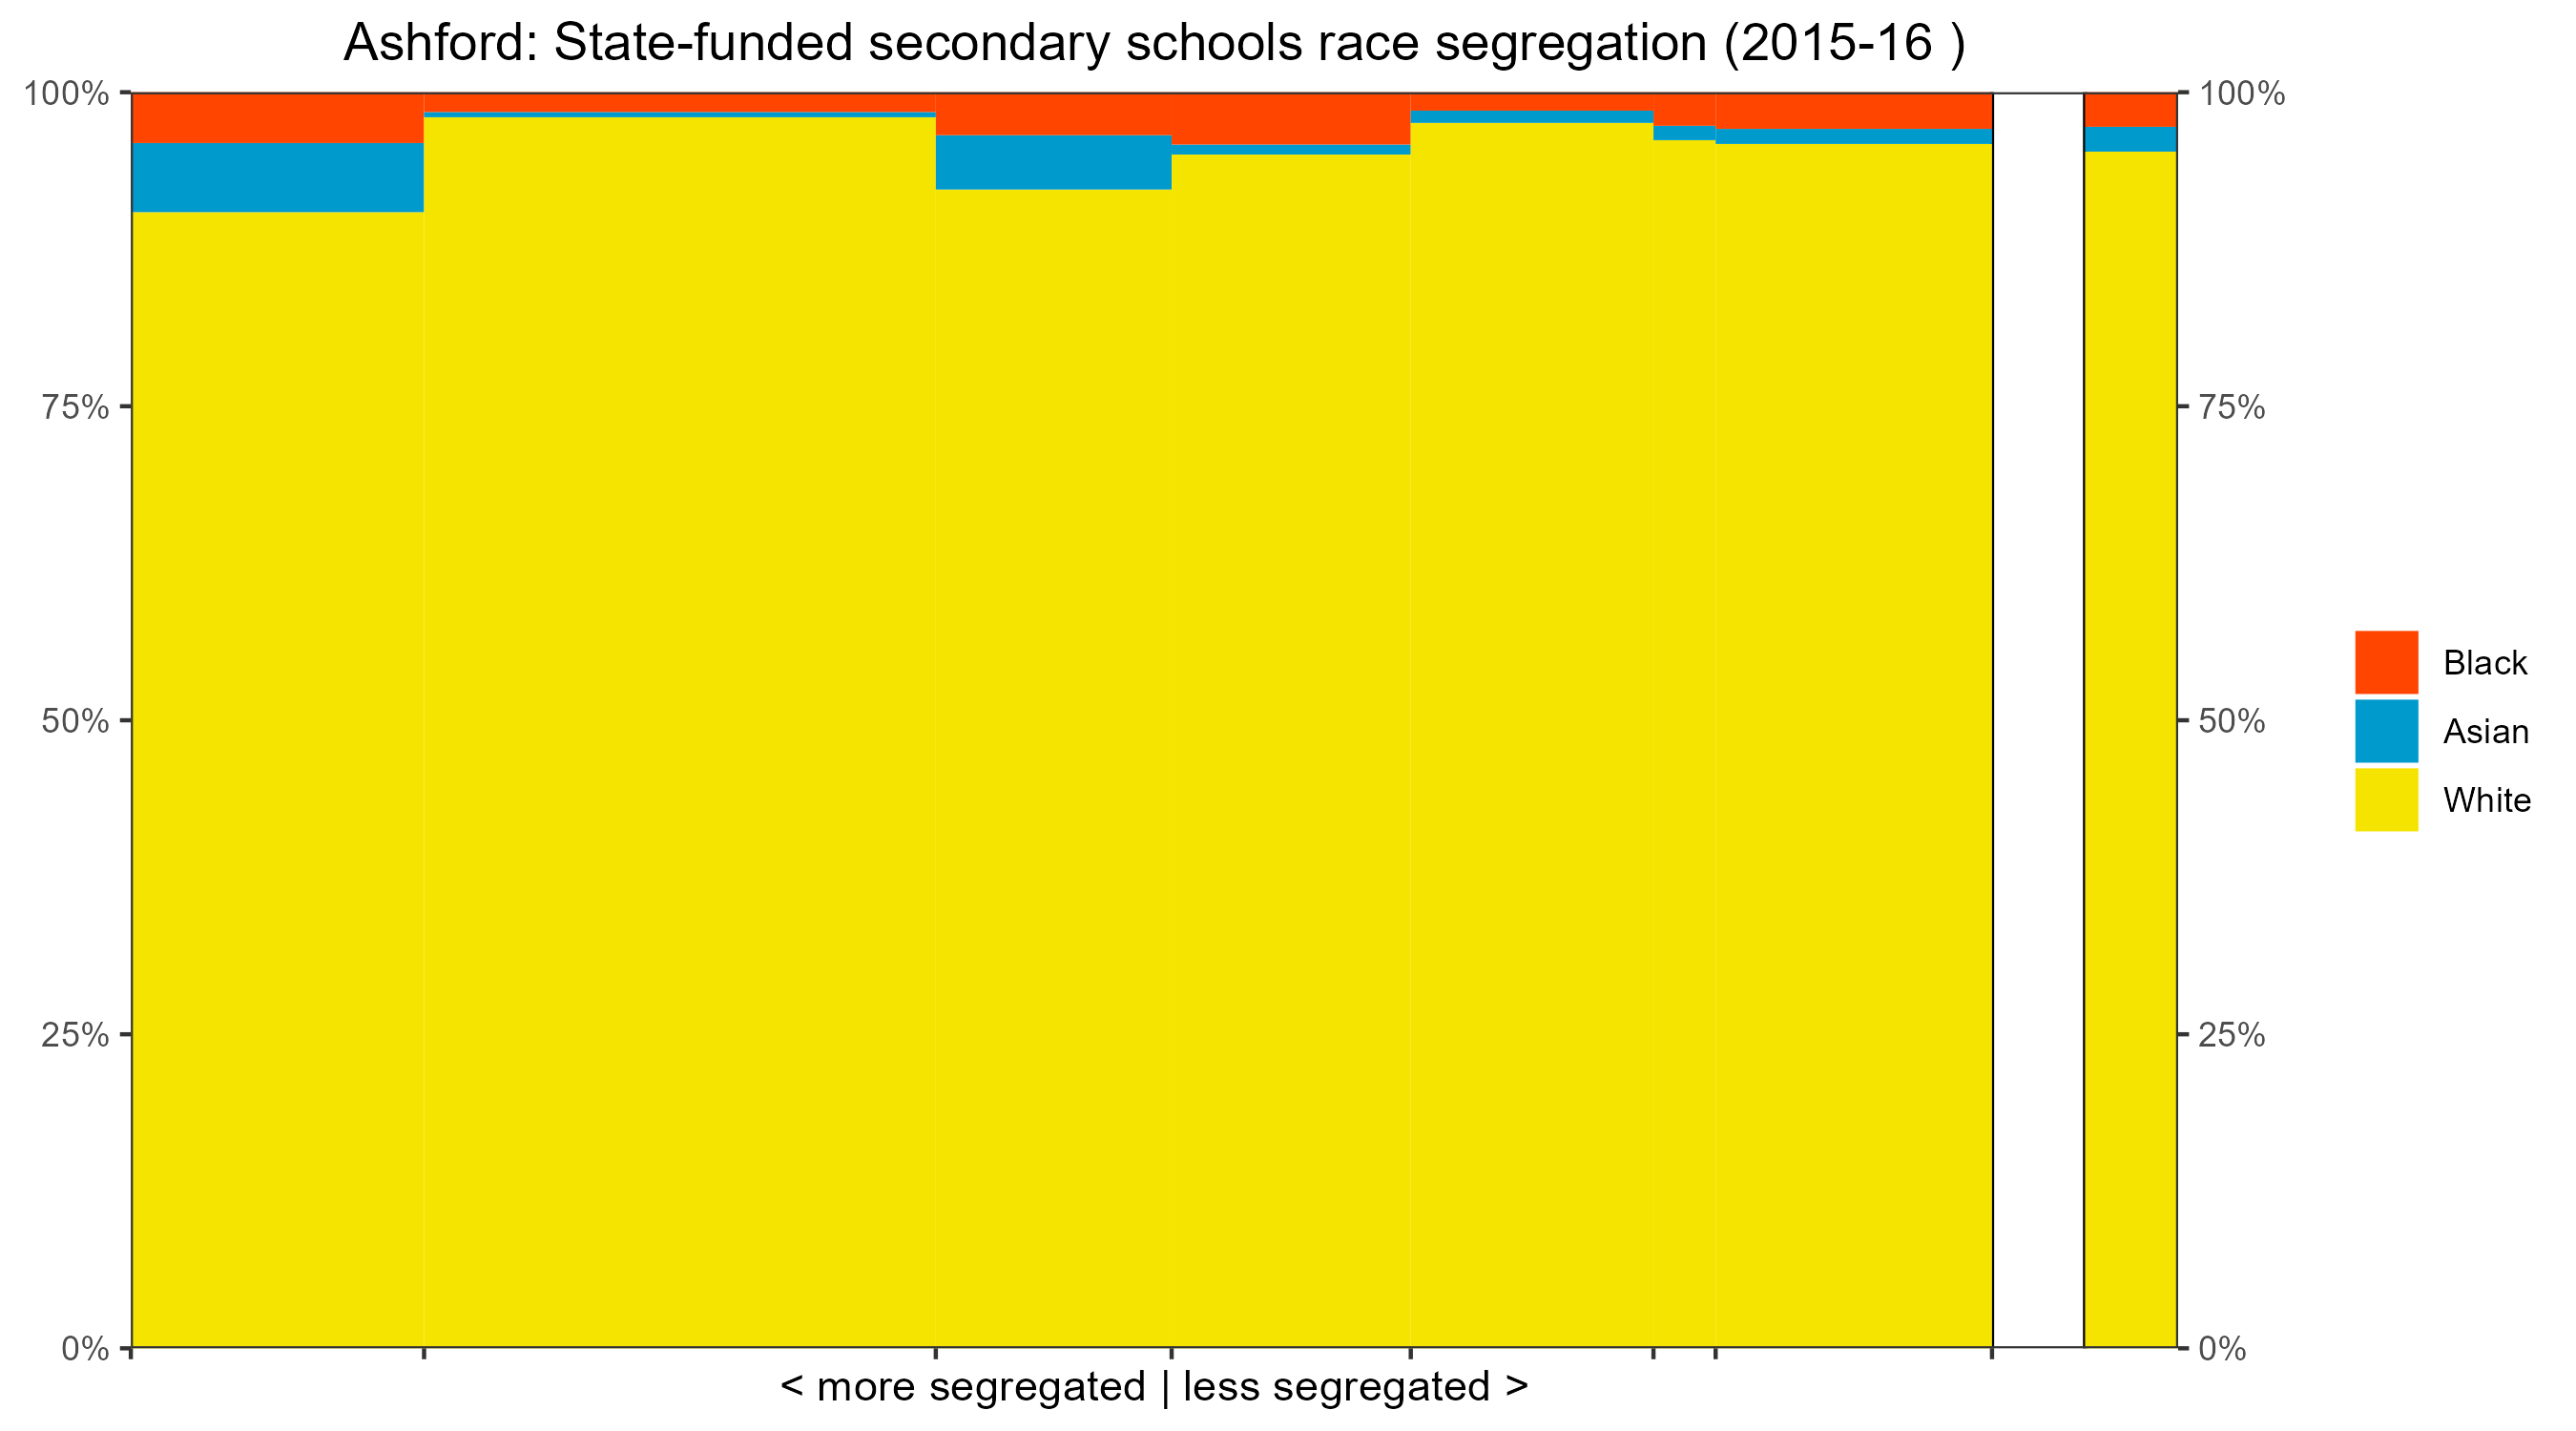 Ashford: State-funded secondary schools race segregation (2015-16 )
100%
75%
50%
25%
0%
100%
75%
50%
25%
0%
< more segregated | less segregated >
Black
Asian
White